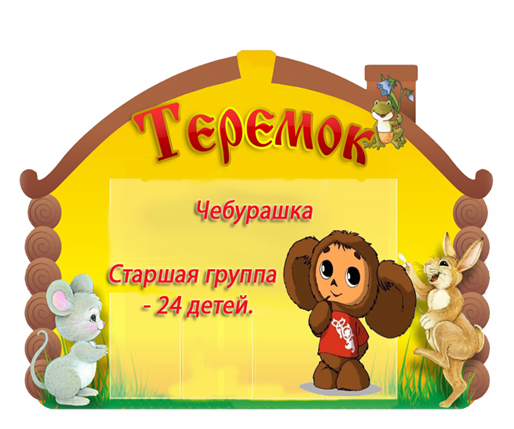 Теремок
Чебурашка
Старшая группа
- 24 детей.